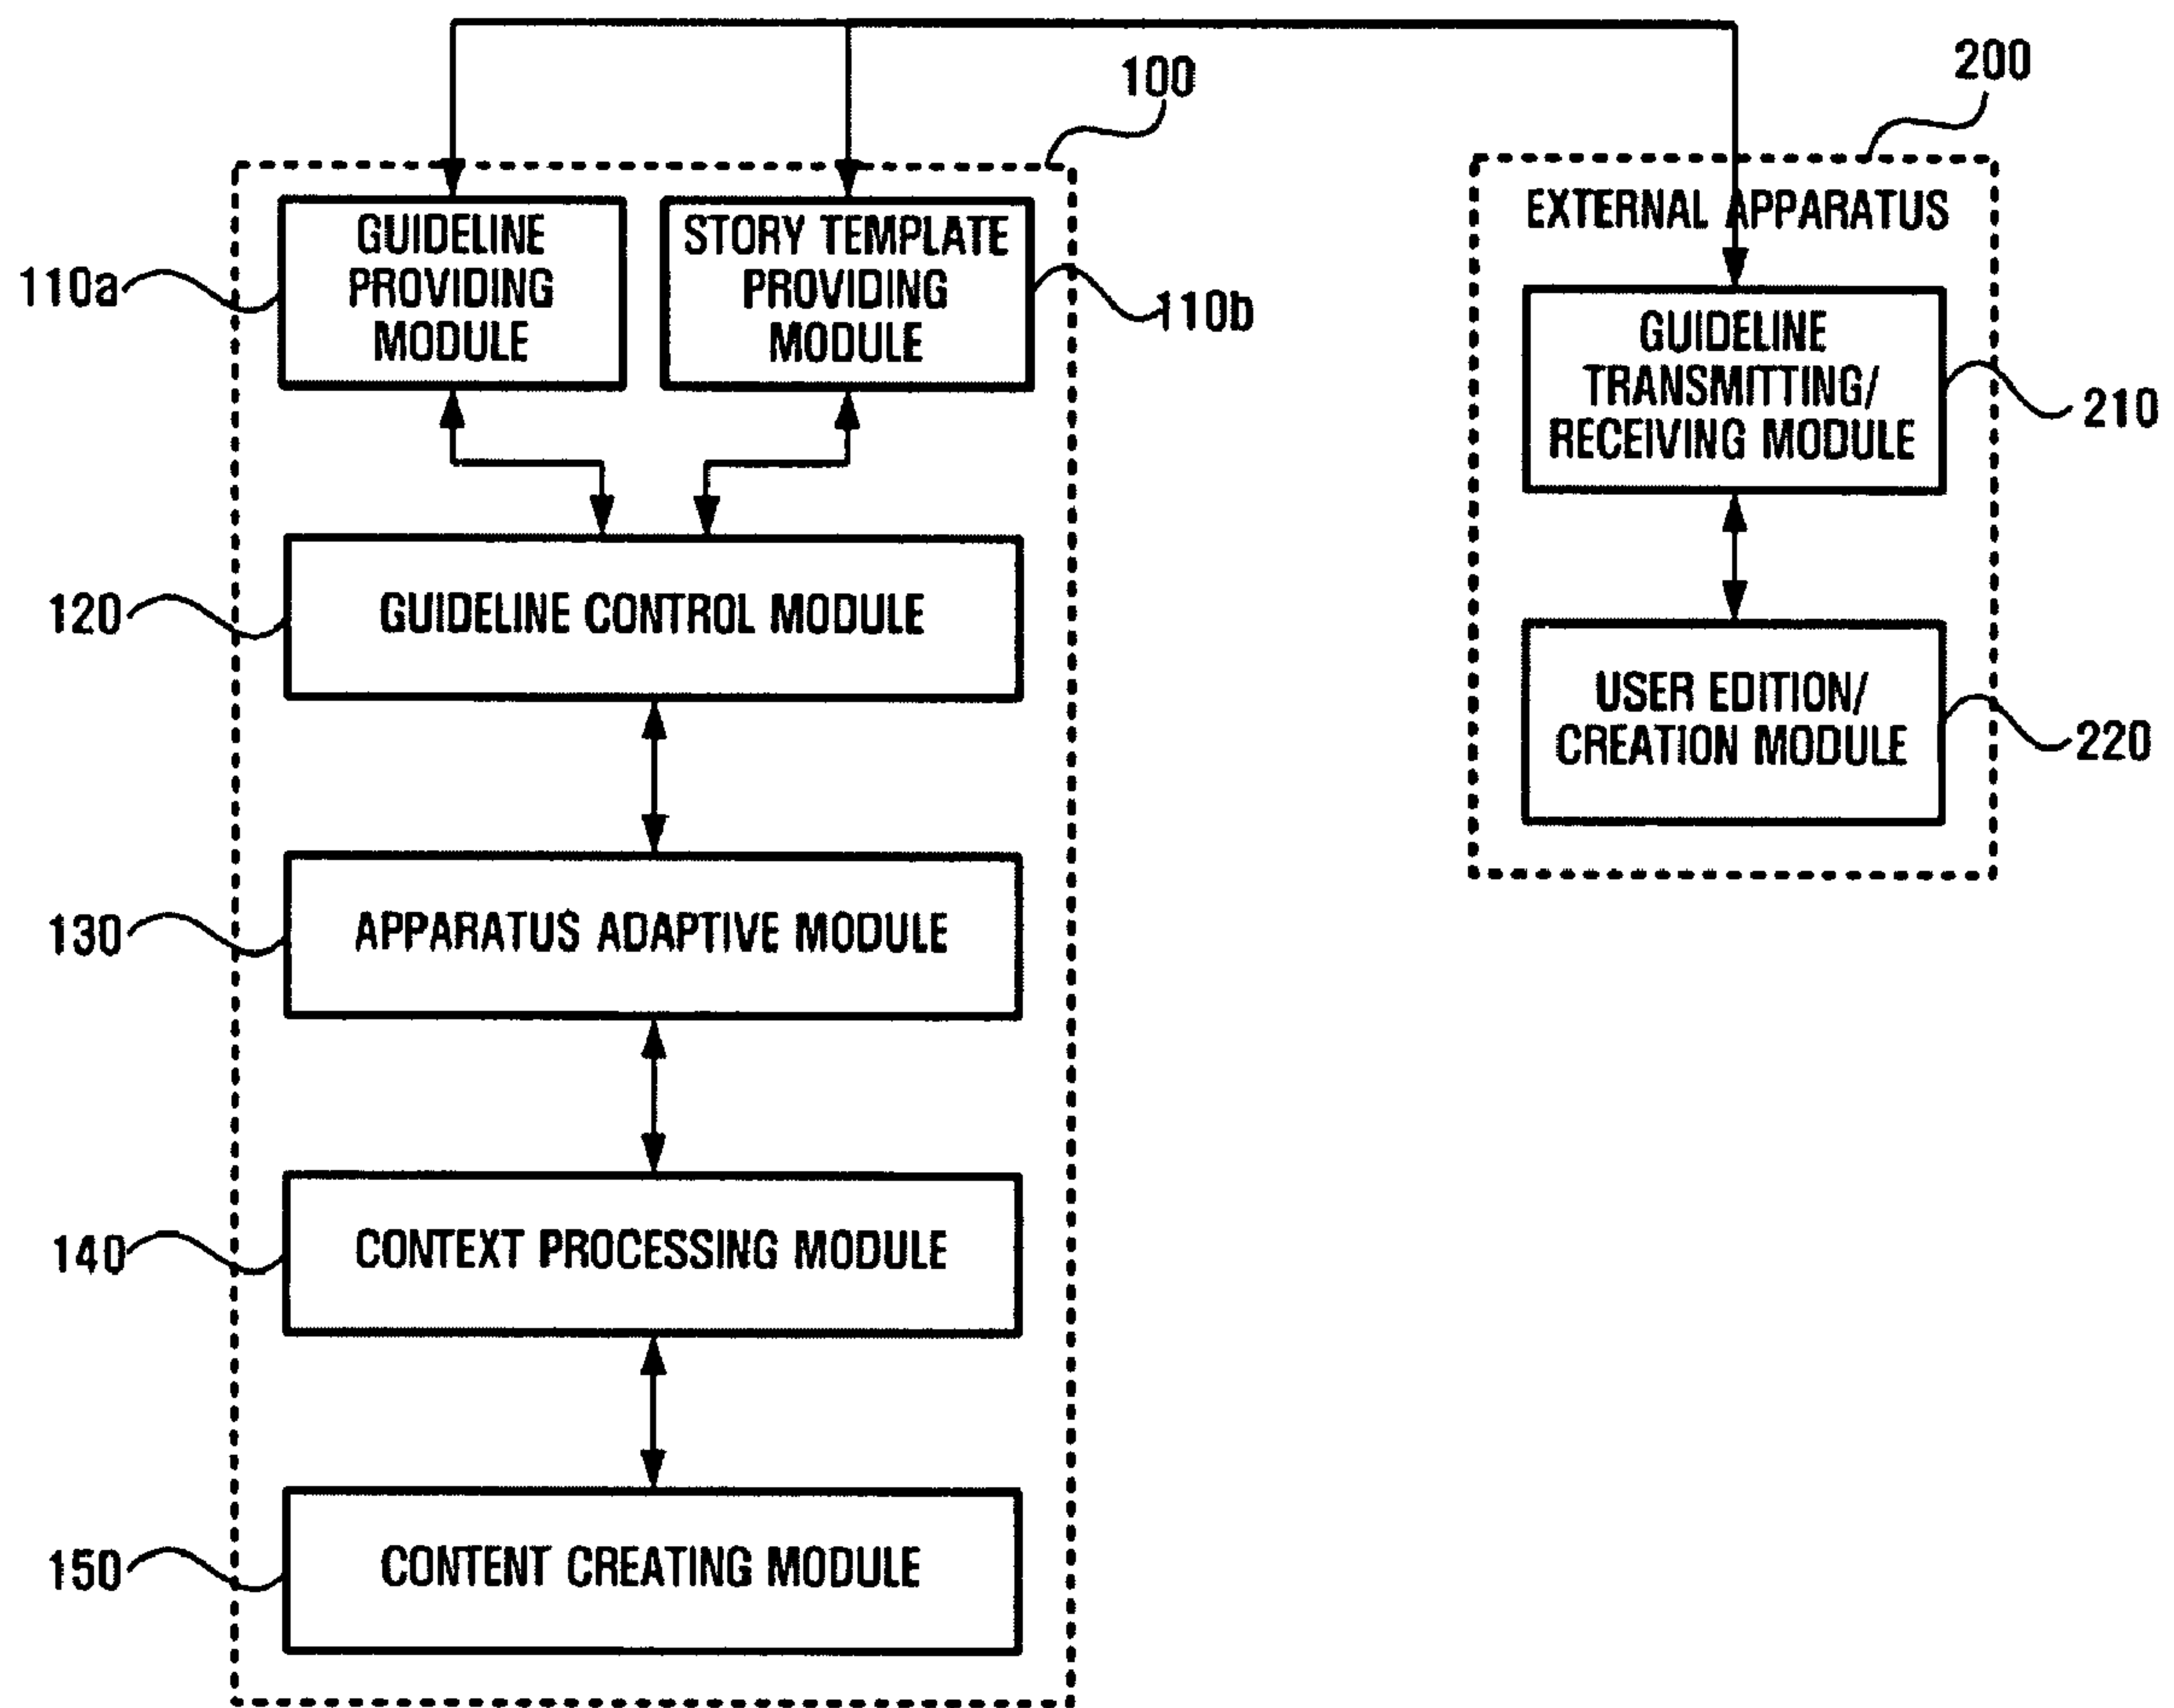 100
200
GUIDELINE
PROVIDING
MODULE
STORY TEMPLATE
PROVIDING
MODULE
110a
110b
EXTERNAL APPARATUS
GUIDELINE
TRANSMITTING/
RECEIVING MODULE
210
120
GUIDELINE CONTROL MODULE
USER EDITION/
CREATION MODULE
220
130
APPARATUS ADAPTIVE MODULE
140
CONTEXT PROCESSING MODULE
150
CONTENT CREATING MODULE